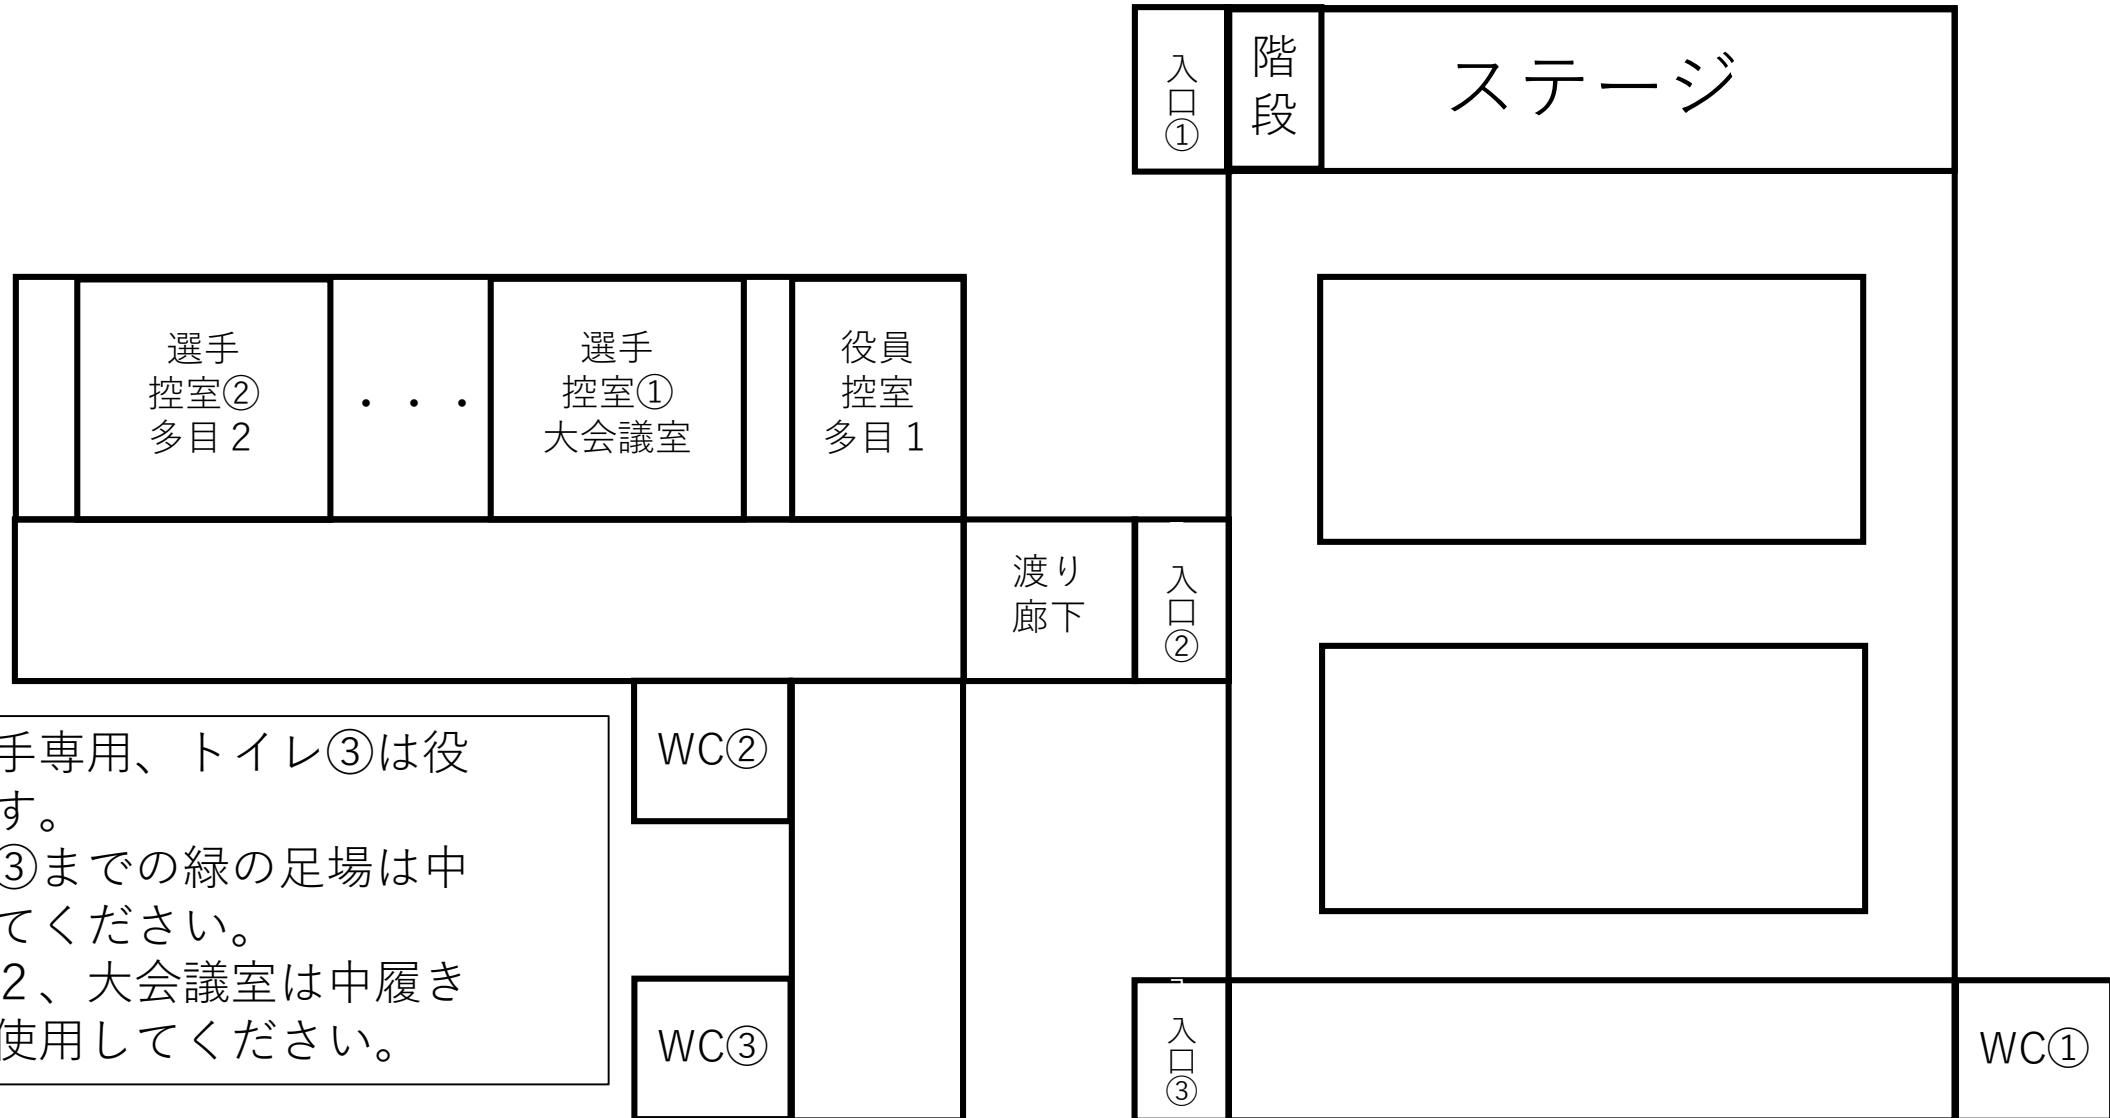 入口①
階段
ステージ
選手
控室②
多目２
・・・
選手
控室①
大会議室
役員
控室
多目１
渡り
廊下
入口②
手専用、トイレ③は役
す。
③までの緑の足場は中
てください。
２、大会議室は中履き
使用してください。
WC②
WC③
入口③
WC①